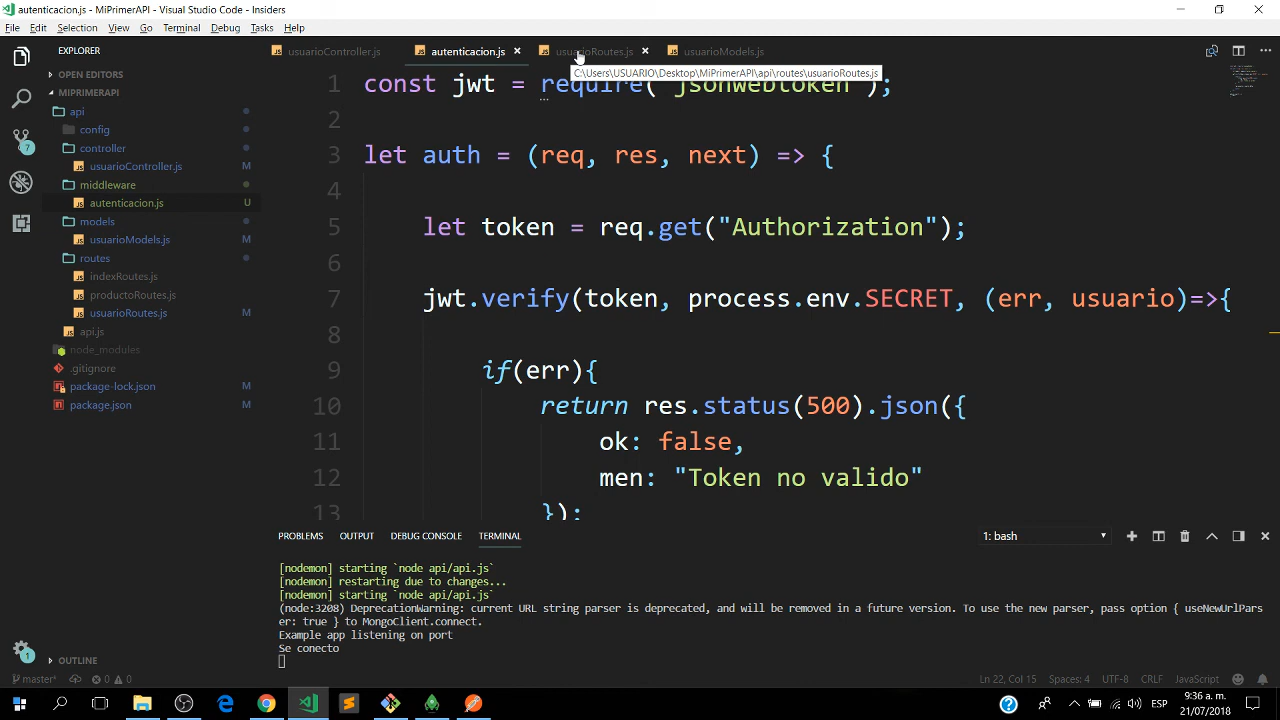 autenticacion.js - MiPrimerAPI - Visual Studio Code - Insiders
File Edit Selection View Go Terminal Debug Tasks Help
EXPLORER
OPEN EDITORS
MIPRIMERAPI
api
config
controller
usuarioController.js M
middleware
autenticacion.js U
models
usuarioModels.js M
routes
indexRoutes.js
productoRoutes.js
usuarioRoutes.js M
api.js
node_modules
.gitignore
package-lock.json M
package.json M
OUTLINE
7
1
usuarioController.js autenticacion.js usuarioRoutes.js usuarioModels.js
C:\Users\USUARIO\Desktop\MiPrimerAPI\api\routes\usuarioRoutes.js
1 const jwt = require("jsonwebtoken");
2
3 let auth = (req, res, next) => {
4
5 let token = req.get("Authorization");
6
7 jwt.verify(token, process.env.SECRET, (err, usuario)=>{
8
9 if(err){
10 return res.status(500).json({
11 ok: false,
12 men: "Token no valido"
13 });
PROBLEMS OUTPUT DEBUG CONSOLE TERMINAL 1: bash
[nodemon] starting `node api/api.js`
[nodemon] restarting due to changes...
[nodemon] starting `node api/api.js`
(node:3208) DeprecationWarning: current URL string parser is deprecated, and will be removed in a future version. To use the new parser, pass option { useNewUrlPars
er: true } to MongoClient.connect.
Example app listening on port
Se conecto
master* 0 0 Ln 22, Col 15 Spaces: 4 UTF-8 CRLF JavaScript
ESP
9:36 a. m.
21/07/2018